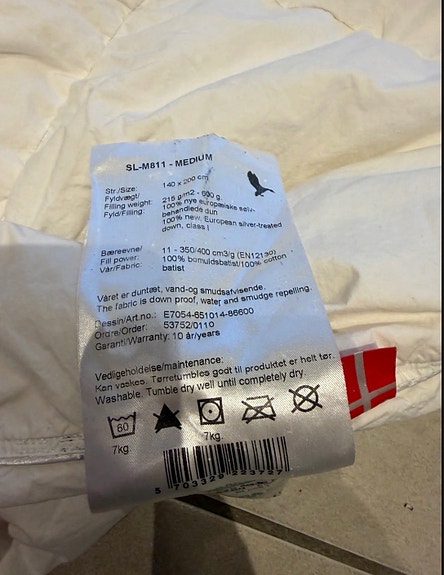 SL-M811 - MEDIUM
Str./Size: 140 x 200 cm
Fyldvægt/
Filling weight: 215 g/m2 - 600 g.
Fyld/Filling: 100% nye europæiske sølv-
behandlede dun
100% new European silver-treated
down, class I
Bæreevne/
Fill power: 11 - 350/400 cm3/g (EN12130)
Vår/Fabric: 100% bomuldsbatist/100% cotton
batist
Våret er duntæt, vand-og smudsafvisende.
The fabric is down proof, water and smudge repelling.
Dessin/Art.no.: E7054-651014-86600
Ordre/Order: 53752/0110
Garanti/Warranty: 10 år/years
Vedligeholdelse/maintenance:
Kan vaskes. Tørretumbles godt til produktet er helt tør.
Washable. Tumble dry well until completely dry.
60
7kg. 7kg.
5 703329